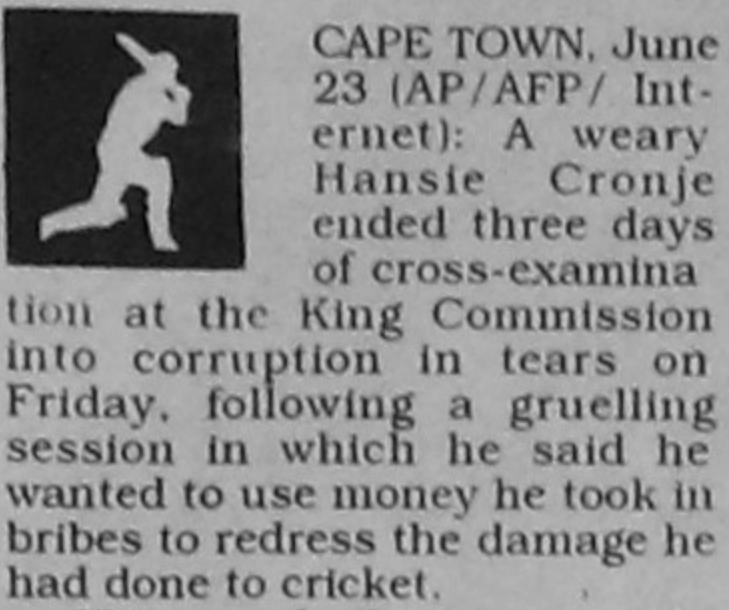 CAPE TOWN, June
23 (AP/AFP/ Int-
ernet): A weary
Hansie Cronje
ended three days
of cross-examina
tion at the King Commission
into corruption in tears on
Friday, following a gruelling
session in which he said he
wanted to use money he took in
bribes to redress the damage he
had done to cricket.